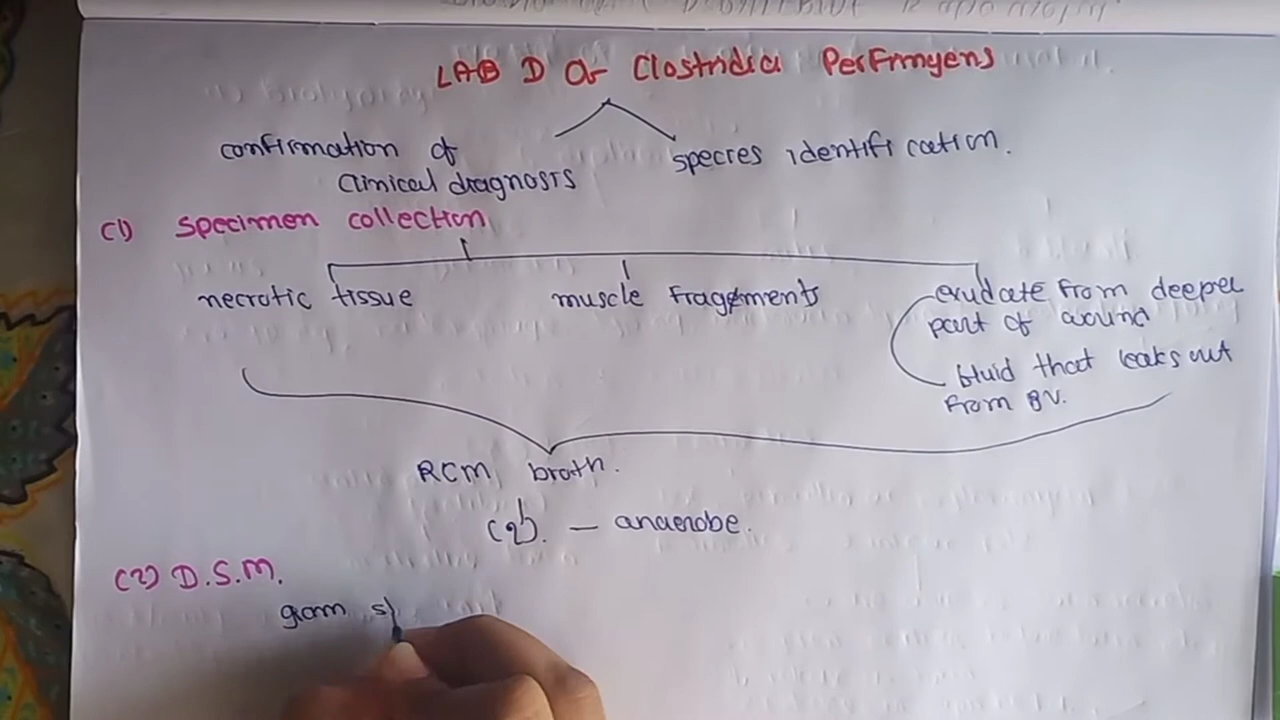 LAB D of Clostridia Perfringens
confirmation of
clinical diagnosis
species identification.
(1) Specimen collection
necrotic tissue
muscle fragments
exudate from deeper
part of wound
fluid that leaks out
from BV.
RCM broth.
– anaerobe.
(2) D.S.M.
gram s